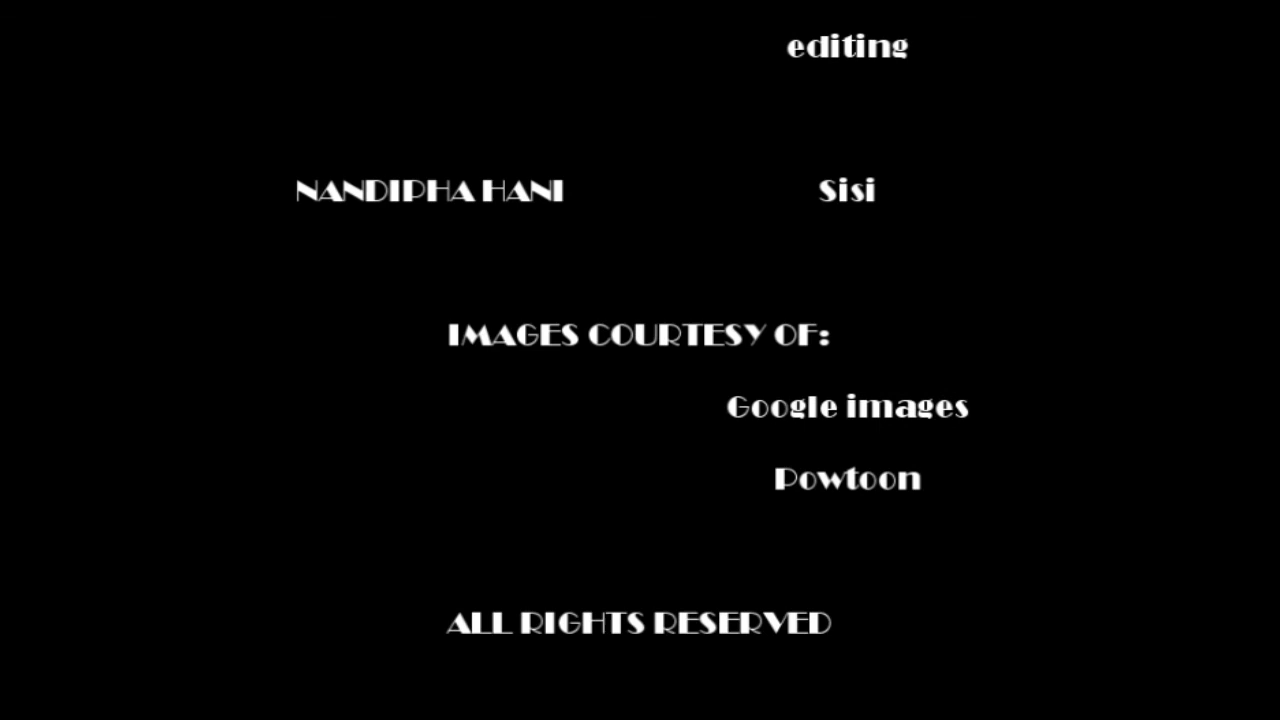 editing
NANDIPHA HANI Sisi
IMAGES COURTESY OF:
Google images
Powtoon
ALL RIGHTS RESERVED